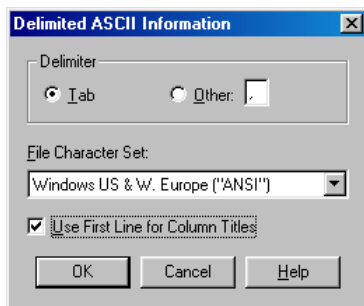 Delimited ASCII Information
Delimiter
Tab
Other: ,
File Character Set:
Windows US & W. Europe ("ANSI")
Use First Line for Column Titles
OK Cancel Help